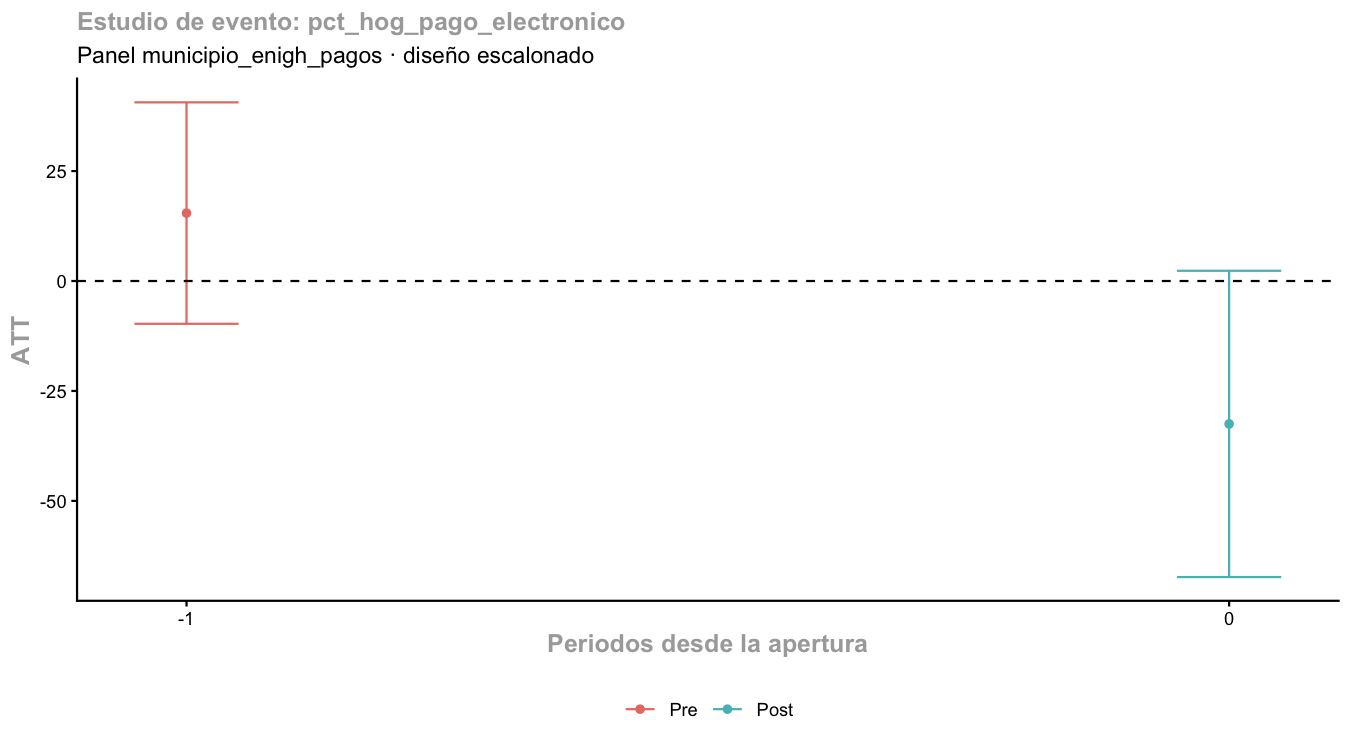 Estudio de evento: pct_hog_pago_electronico
Panel municipio_enigh_pagos · diseño escalonado
25
0
-25
-50
ATT
-1
0
Periodos desde la apertura
Pre
Post